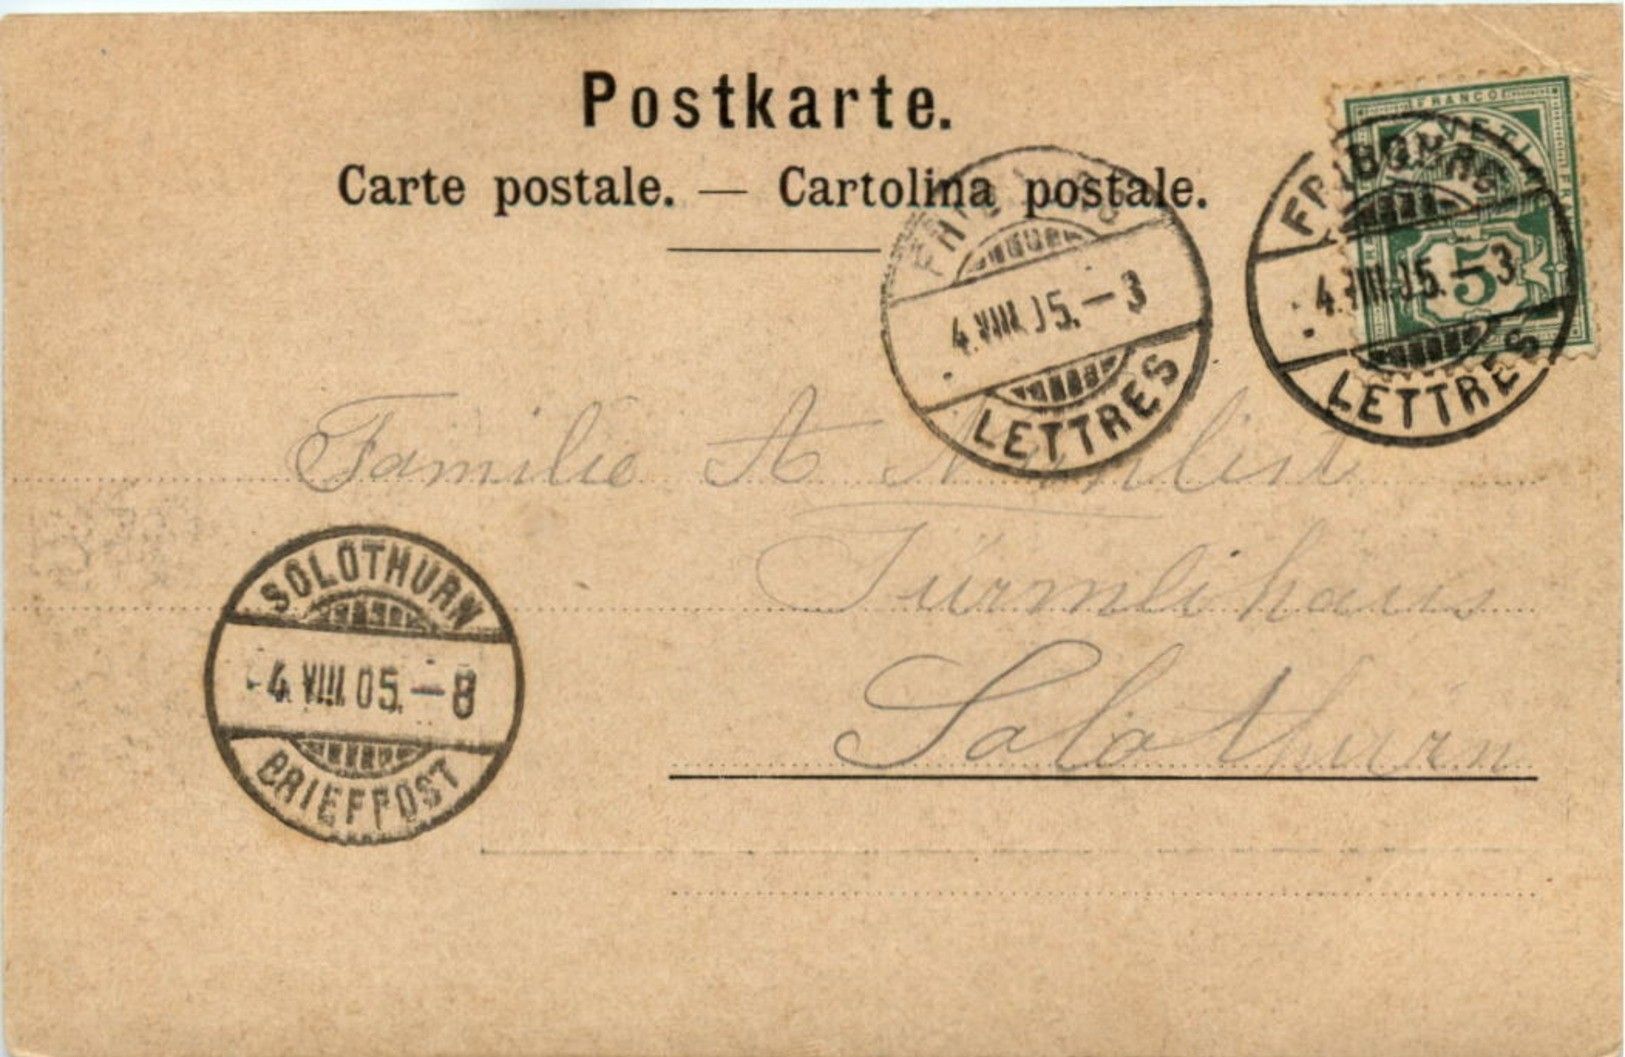 Postkarte.
Carte postale. — Cartolina postale.
FRANCO
FRIBOURG
4.VIII.05.–3
LETTRES
5
FRIBOURG
4.VIII.05.–3
LETTRES
Familie A
Türmlihaus
Solothurn
SOLOTHURN
4.VIII.05.–8
BRIEFPOST